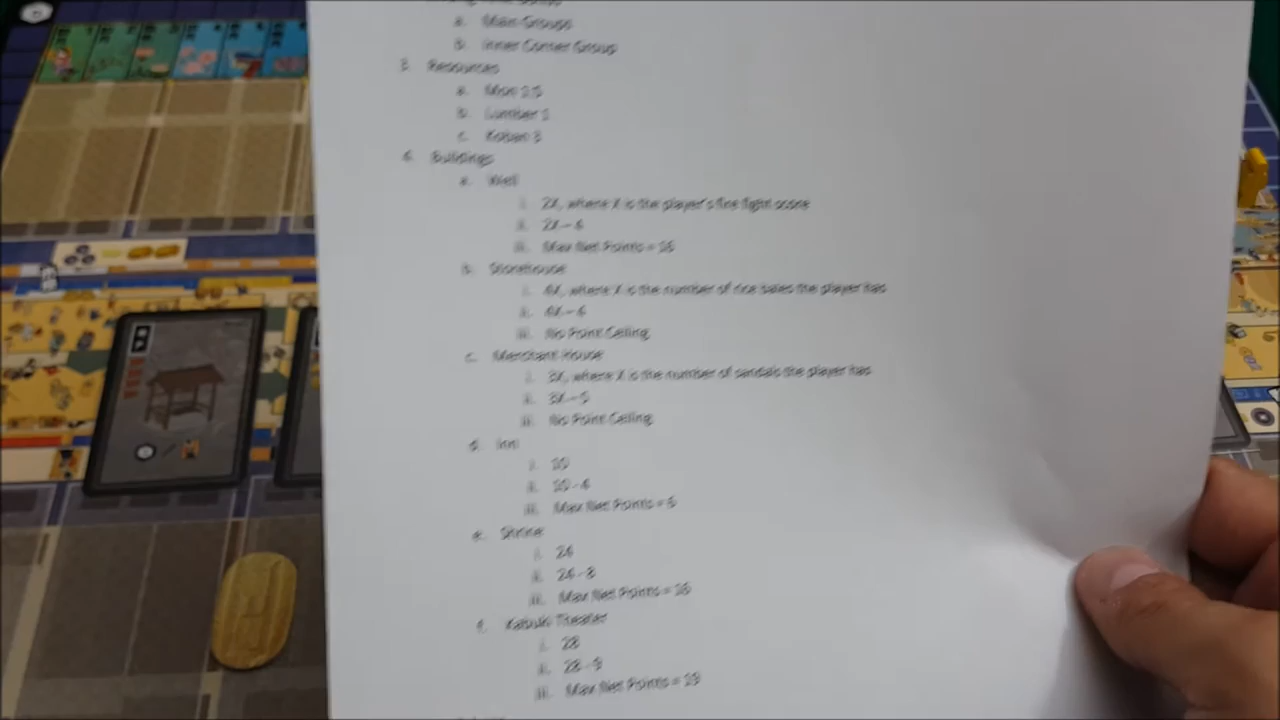 a. Main Groups
b. Inner Corner Group
3. Resources
a. Mon 1:5
b. Lumber 1
c. Koban 3
4. Buildings
a. Well
i. 2X, where X is the player's fire fight score
ii. 2X – 4
iii. Max Net Points = 16
b. Storehouse
i. 4X, where X is the number of rice bales the player has
ii. 4X – 4
iii. No Point Ceiling
c. Merchant House
i. 3X, where X is the number of sandals the player has
ii. 3X – 5
iii. No Point Ceiling
d. Inn
i. 10
ii. 10 - 4
iii. Max Net Points = 6
e. Shrine
i. 24
ii. 24 - 8
iii. Max Net Points = 16
f. Kabuki Theater
i. 28
ii. 28 - 9
iii. Max Net Points = 19